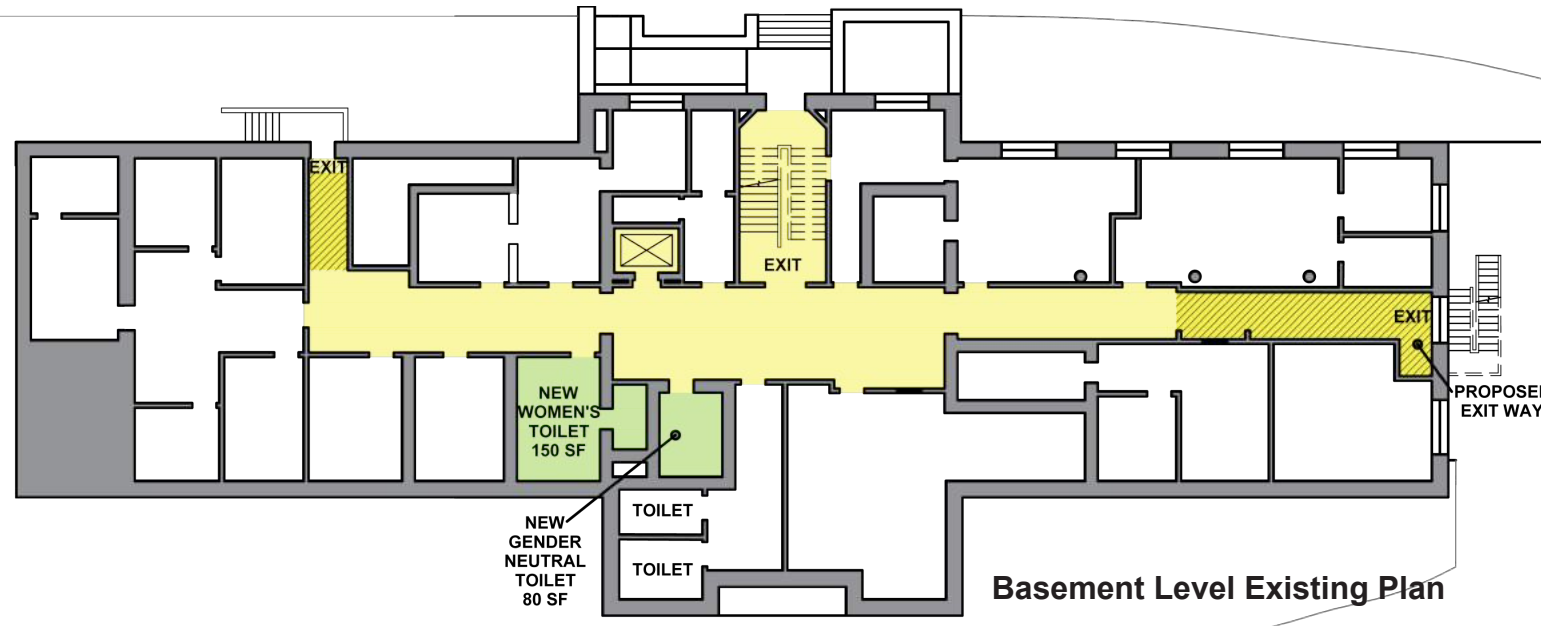 EXIT
EXIT
EXIT
PROPOSED
EXIT WAY
NEW
WOMEN'S
TOILET
150 SF
NEW
GENDER
NEUTRAL
TOILET
80 SF
TOILET
TOILET
Basement Level Existing Plan